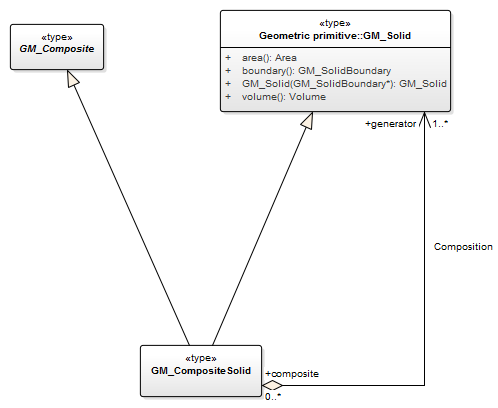 «type»
GM_Composite
«type»
Geometric primitive::GM_Solid
+ area(): Area
+ boundary(): GM_SolidBoundary
+ GM_Solid(GM_SolidBoundary*): GM_Solid
+ volume(): Volume
+generator 1..*
Composition
«type»
GM_CompositeSolid
+composite
0..*